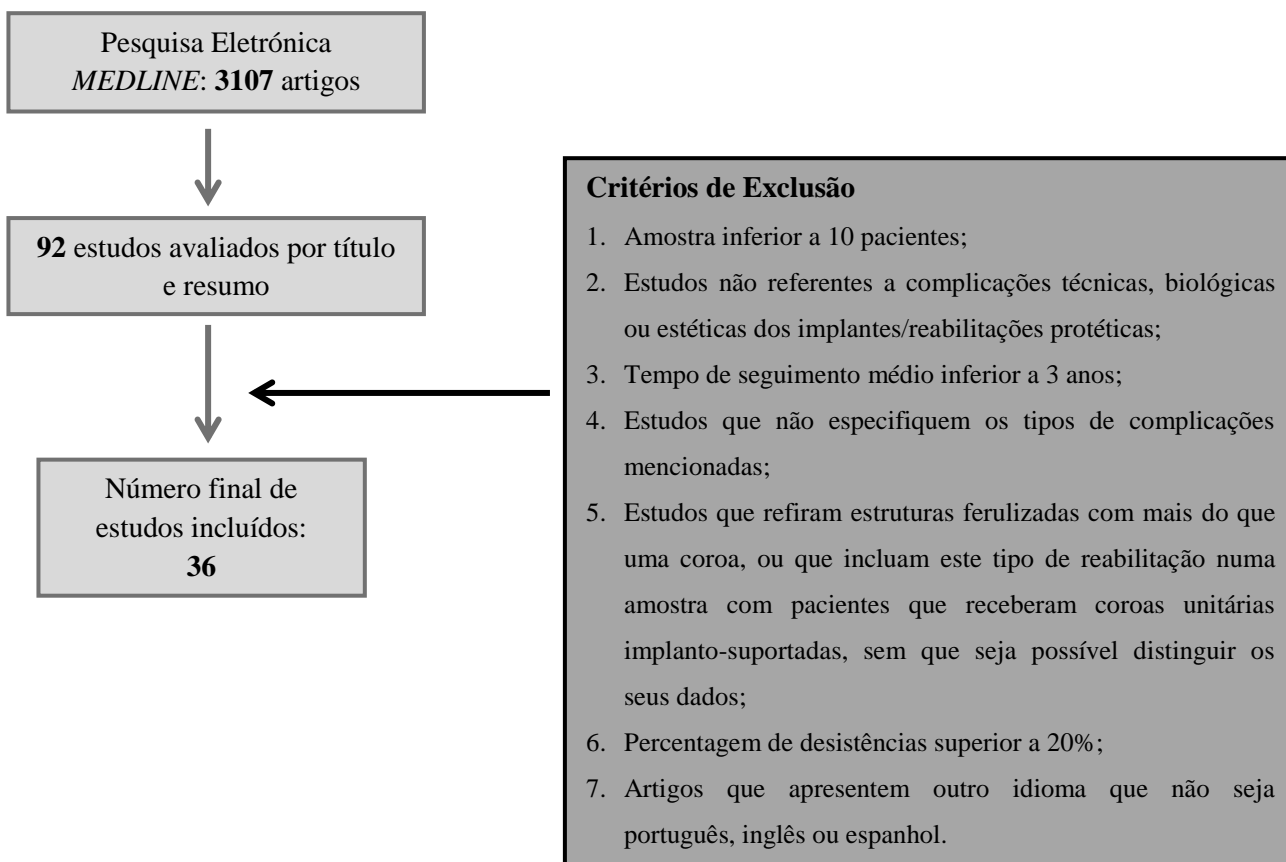 Pesquisa Eletrónica
MEDLINE: 3107 artigos
92 estudos avaliados por título
e resumo
Número final de
estudos incluídos:
36
Critérios de Exclusão
1. Amostra inferior a 10 pacientes;
2. Estudos não referentes a complicações técnicas, biológicas
ou estéticas dos implantes/reabilitações protéticas;
3. Tempo de seguimento médio inferior a 3 anos;
4. Estudos que não especifiquem os tipos de complicações
mencionadas;
5. Estudos que refiram estruturas ferulizadas com mais do que
uma coroa, ou que incluam este tipo de reabilitação numa
amostra com pacientes que receberam coroas unitárias
implanto-suportadas, sem que seja possível distinguir os
seus dados;
6. Percentagem de desistências superior a 20%;
7. Artigos que apresentem outro idioma que não seja
português, inglês ou espanhol.